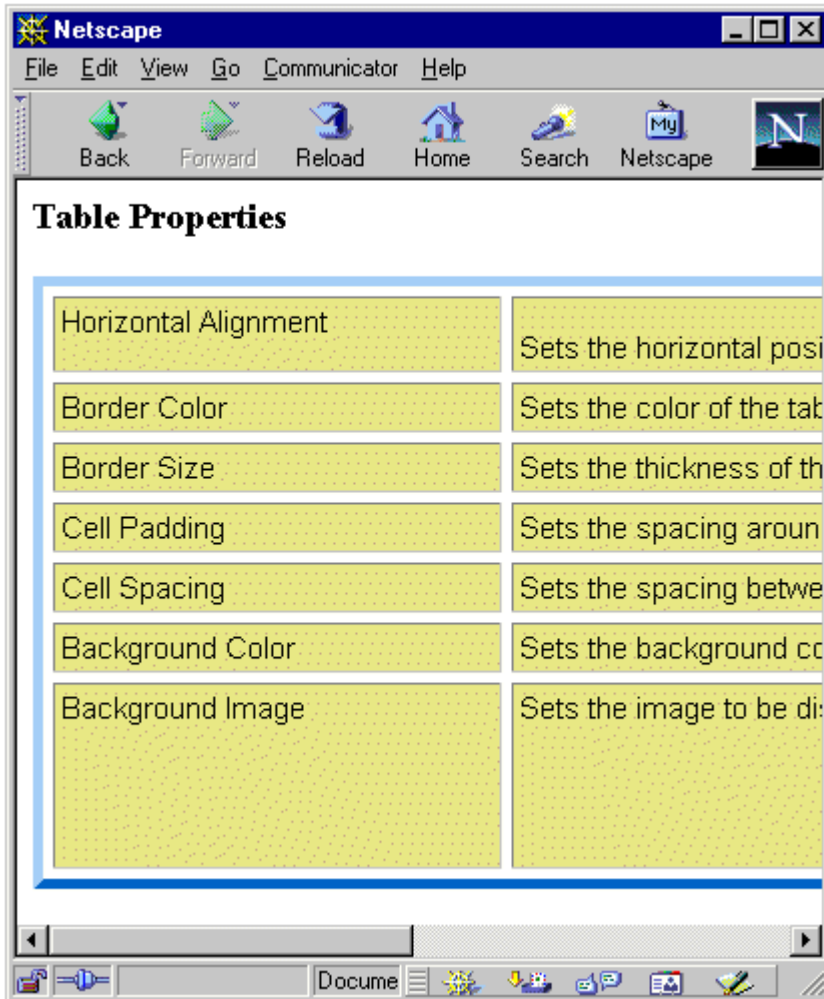 Netscape
File Edit View Go Communicator Help
My N
Back Forward Reload Home Search Netscape
Table Properties
Horizontal Alignment
Sets the horizontal posi
Border Color Sets the color of the tab
Border Size Sets the thickness of th
Cell Padding Sets the spacing aroun
Cell Spacing Sets the spacing betwe
Background Color Sets the background co
Background Image Sets the image to be dis
Docume